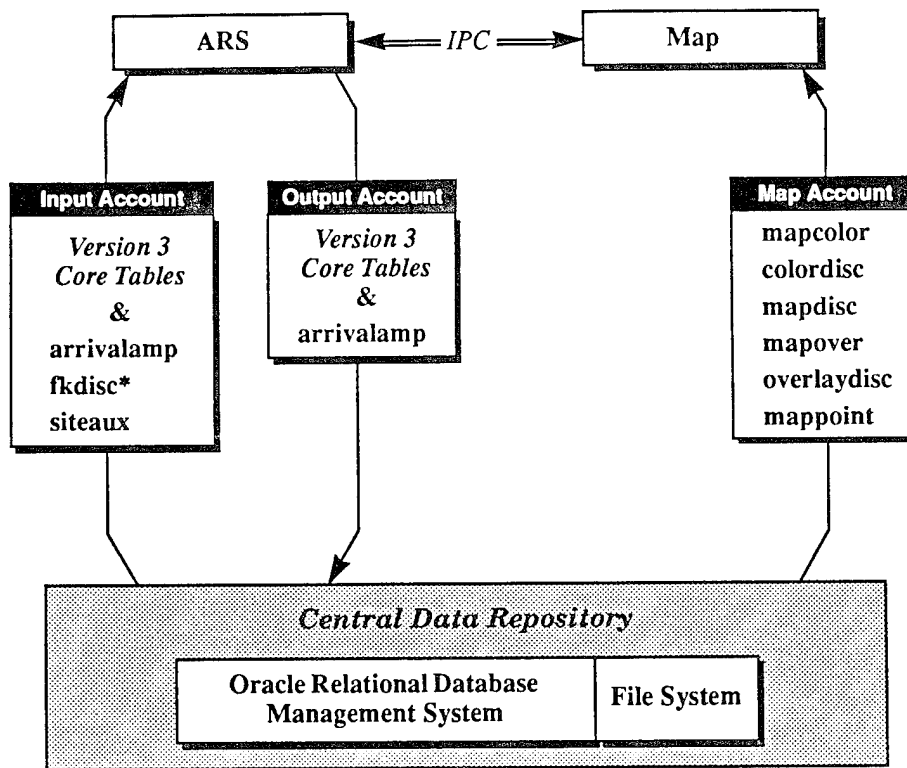 ARS
IPC
Map
Input Account
Version 3
Core Tables
&
arrivalamp
fkdisc*
siteaux
Output Account
Version 3
Core Tables
&
arrivalamp
Map Account
mapcolor
colordisc
mapdisc
mapover
overlaydisc
mappoint
Central Data Repository
Oracle Relational Database
Management System
File System